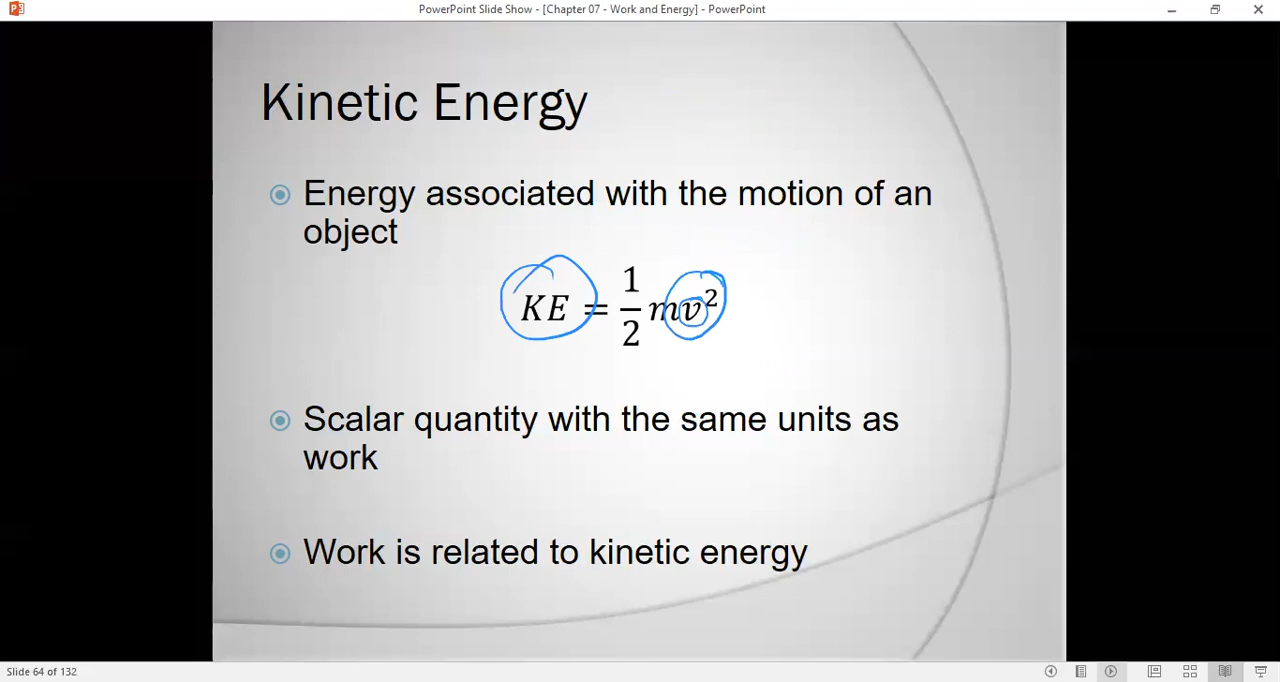 PowerPoint Slide Show - [Chapter 07 - Work and Energy] - PowerPoint
Kinetic Energy
Energy associated with the motion of an
object
KE = 1/2 mv²
Scalar quantity with the same units as
work
Work is related to kinetic energy
Slide 64 of 132